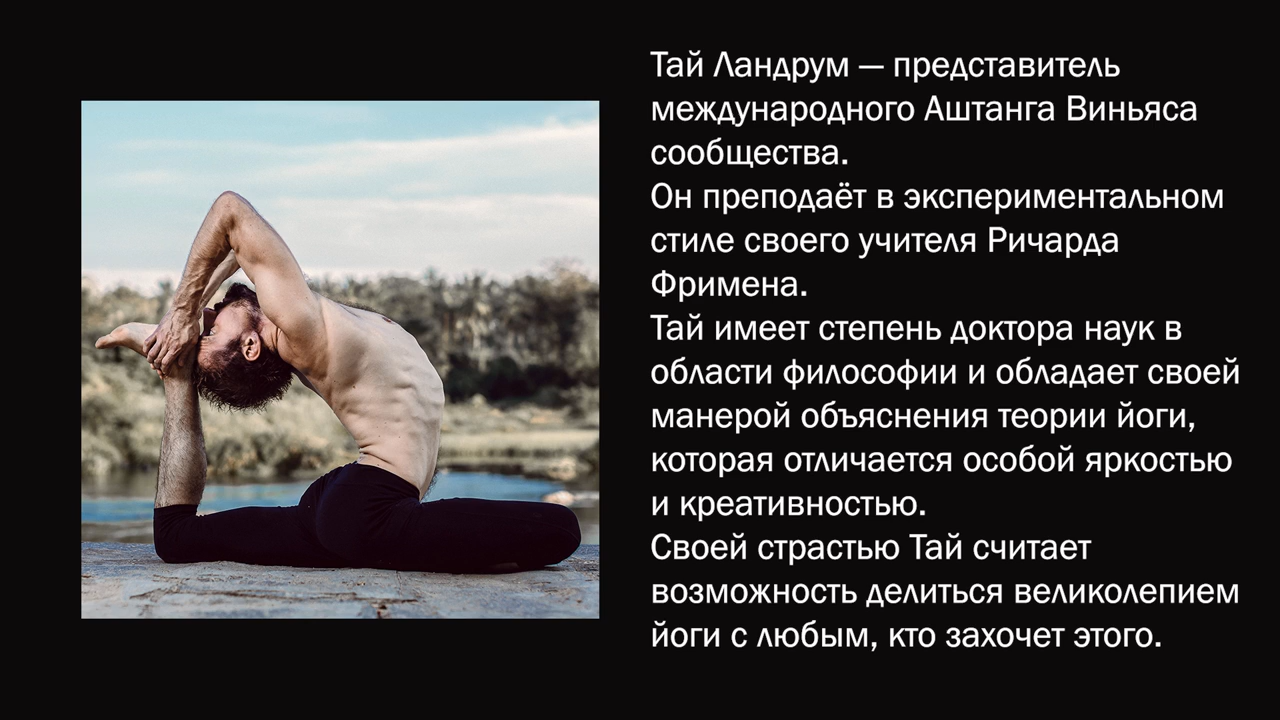 Тай Ландрум — представитель
международного Аштанга Виньяса
сообщества.
Он преподаёт в экспериментальном
стиле своего учителя Ричарда
Фримена.
Тай имеет степень доктора наук в
области философии и обладает своей
манерой объяснения теории йоги,
которая отличается особой яркостью
и креативностью.
Своей страстью Тай считает
возможность делиться великолепием
йоги с любым, кто захочет этого.